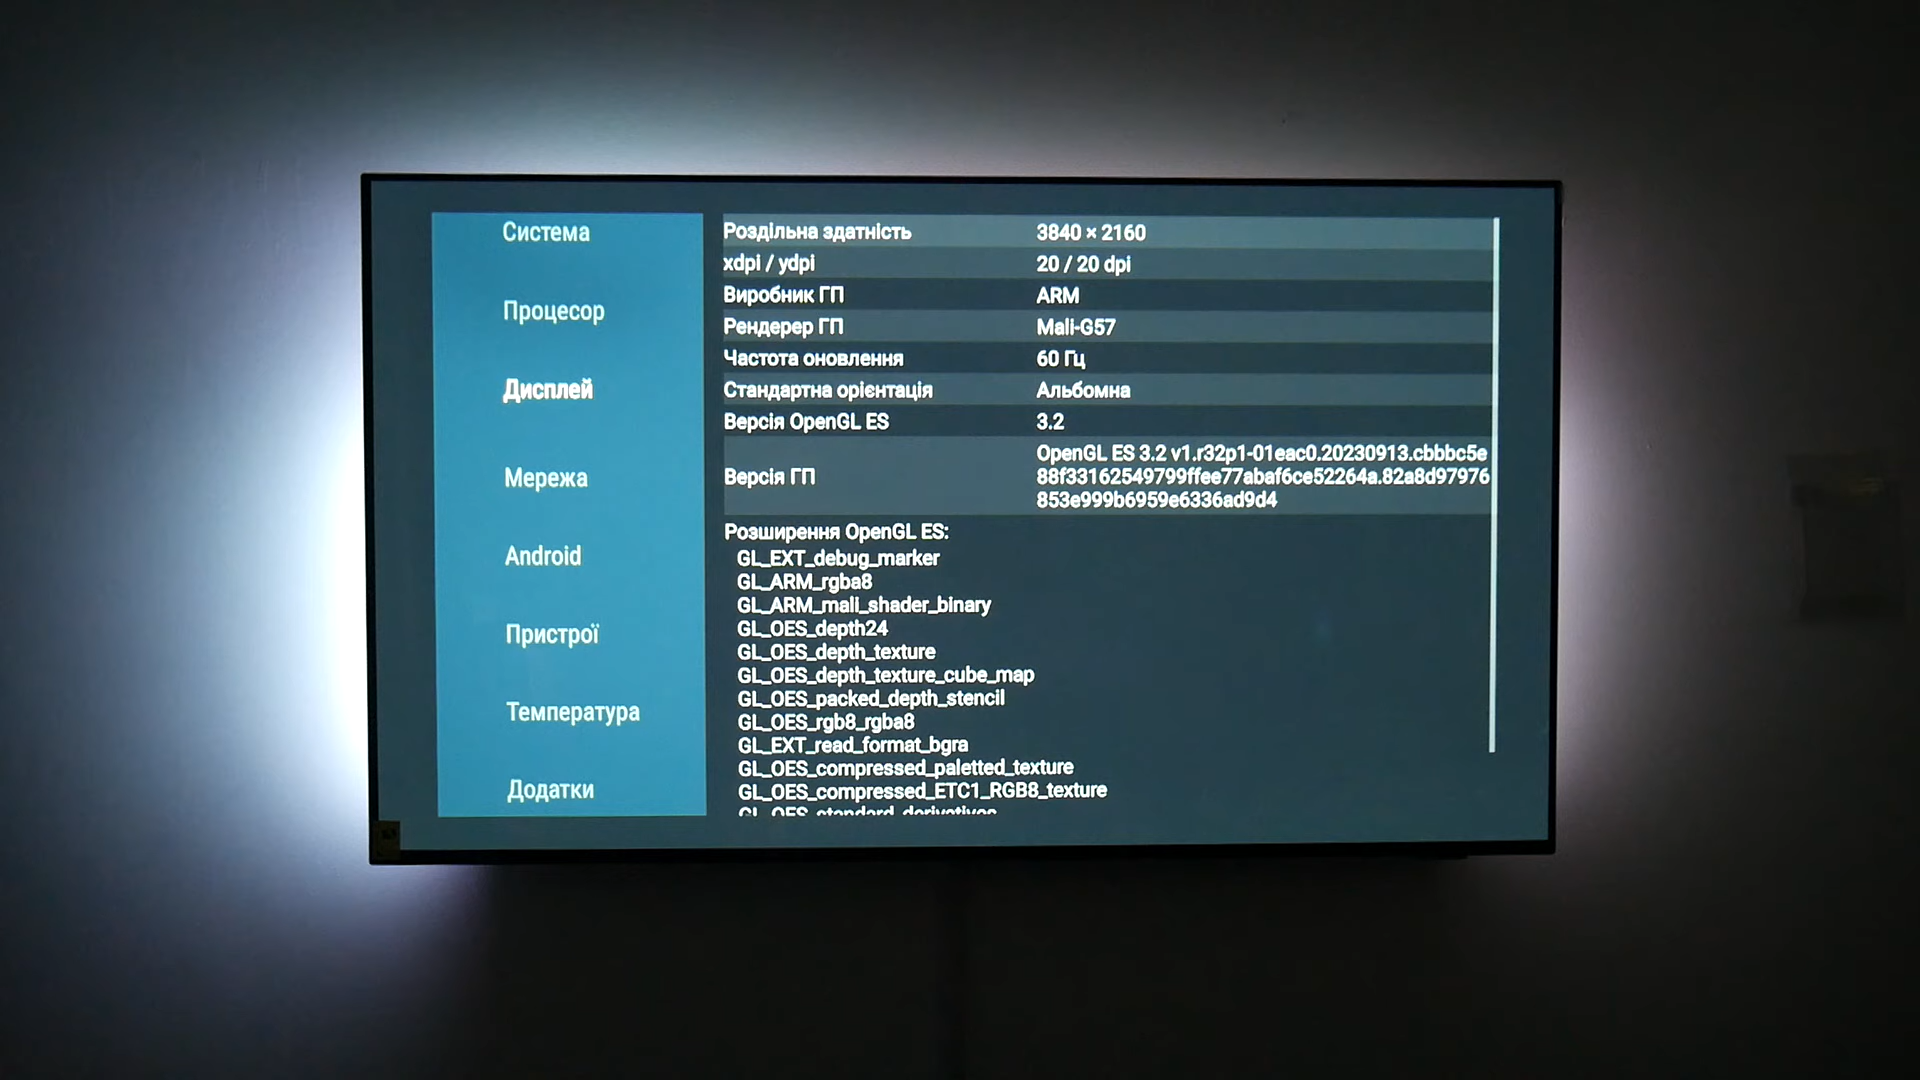 Система
Процесор
Дисплей
Мережа
Android
Пристрої
Температура
Додатки
Роздільна здатність 3840 × 2160
xdpi / ydpi 20 / 20 dpi
Виробник ГП ARM
Рендерер ГП Mali-G57
Частота оновлення 60 Гц
Стандартна орієнтація Альбомна
Версія OpenGL ES 3.2
Версія ГП OpenGL ES 3.2 v1.r32p1-01eac0.20230913.cbbbc5e
88f33162549799ffee77abaf6ce52264a.82a8d97976
853e999b6959e6336ad9d4
Розширення OpenGL ES:
GL_EXT_debug_marker
GL_ARM_rgba8
GL_ARM_mali_shader_binary
GL_OES_depth24
GL_OES_depth_texture
GL_OES_depth_texture_cube_map
GL_OES_packed_depth_stencil
GL_OES_rgb8_rgba8
GL_EXT_read_format_bgra
GL_OES_compressed_paletted_texture
GL_OES_compressed_ETC1_RGB8_texture
GL_OES_standard_derivatives